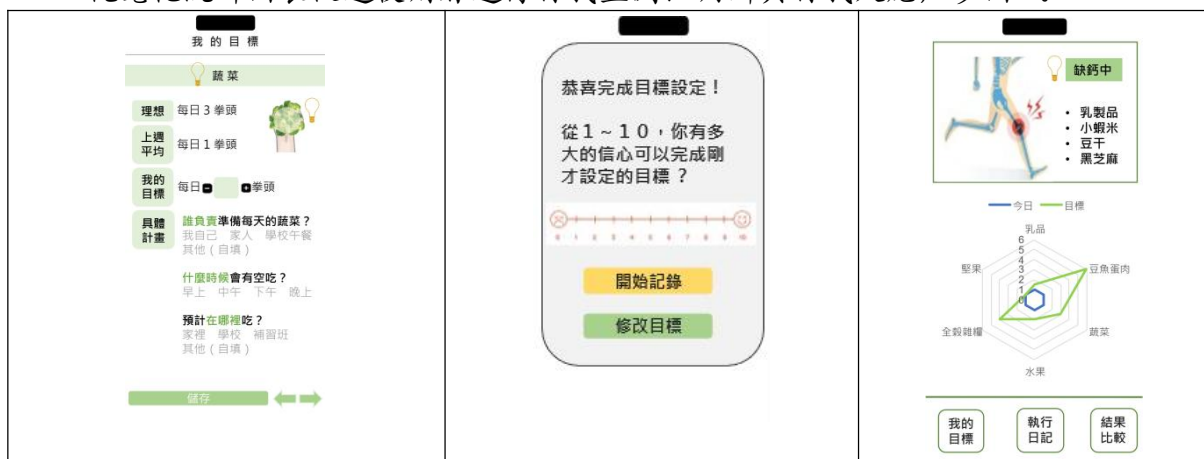 我的目標
蔬菜
理想
每日3拳頭
上週
平均
每日1拳頭
我的
目標
每日
拳頭
具體
計畫
誰負責準備每天的蔬菜？
我自己 家人 學校午餐
其他（自填）
什麼時候會有空吃？
早上 中午 下午 晚上
預計在哪裡吃？
家裡 學校 補習班
其他（自填）
儲存
恭喜完成目標設定！
從1～10，你有多
大的信心可以完成剛
才設定的目標？
0 1 2 3 4 5 6 7 8 9 10
開始記錄
修改目標
缺鈣中
• 乳製品
• 小蝦米
• 豆干
• 黑芝麻
今日 目標
乳品
6
5
4
3
2
1
0
堅果
豆魚蛋肉
全穀雜糧
蔬菜
水果
我的
目標
執行
日記
結果
比較